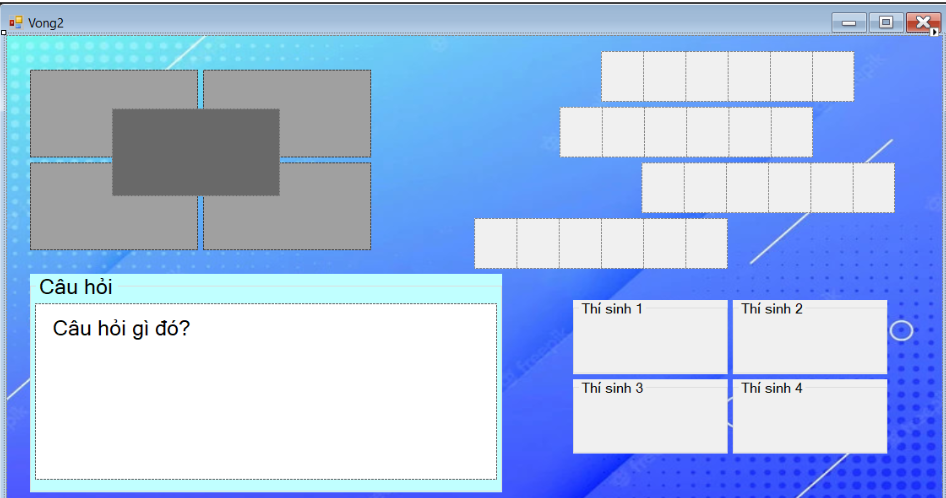 Vong2
Câu hỏi
Câu hỏi gì đó?
Thí sinh 1
Thí sinh 2
Thí sinh 3
Thí sinh 4